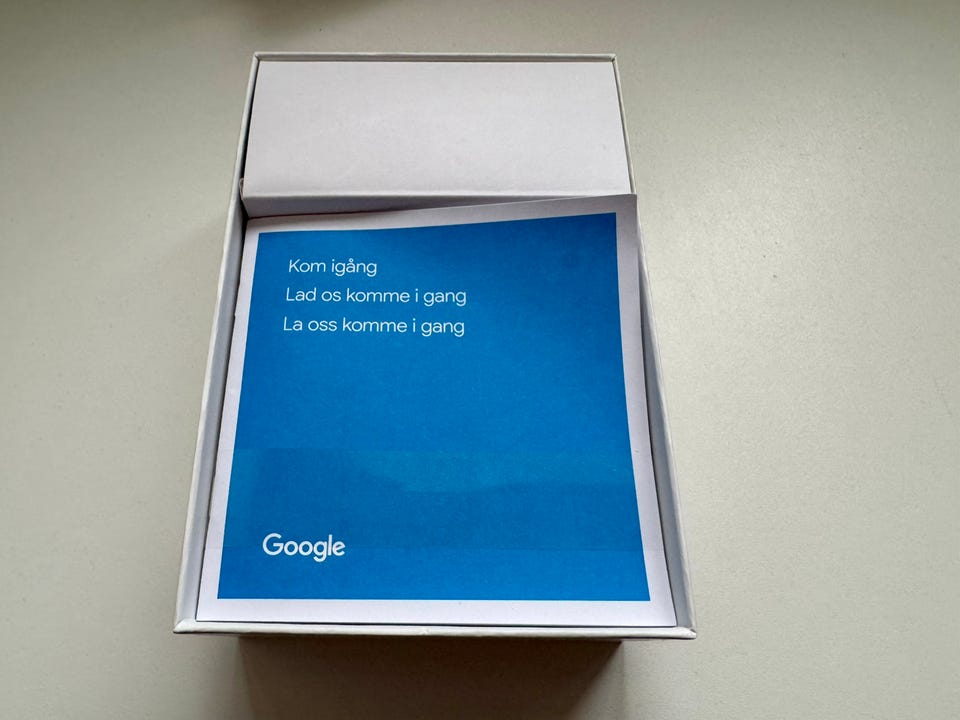 Kom igång
Lad os komme i gang
La oss komme i gang
Google